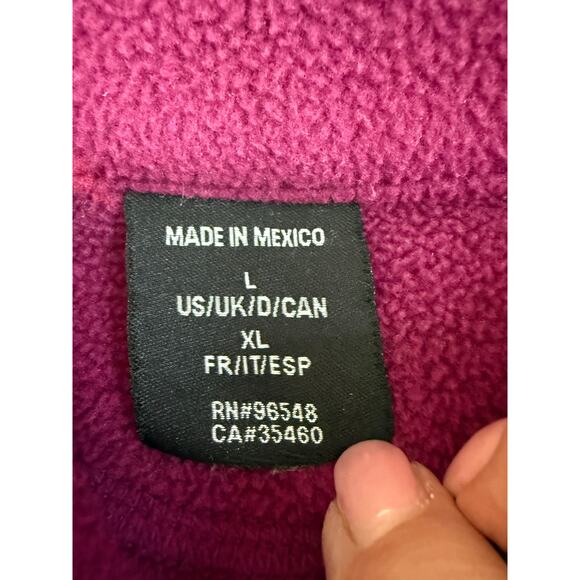 MADE IN MEXICO
L
US/UK/D/CAN
XL
FR/IT/ESP
RN#96548
CA#35460